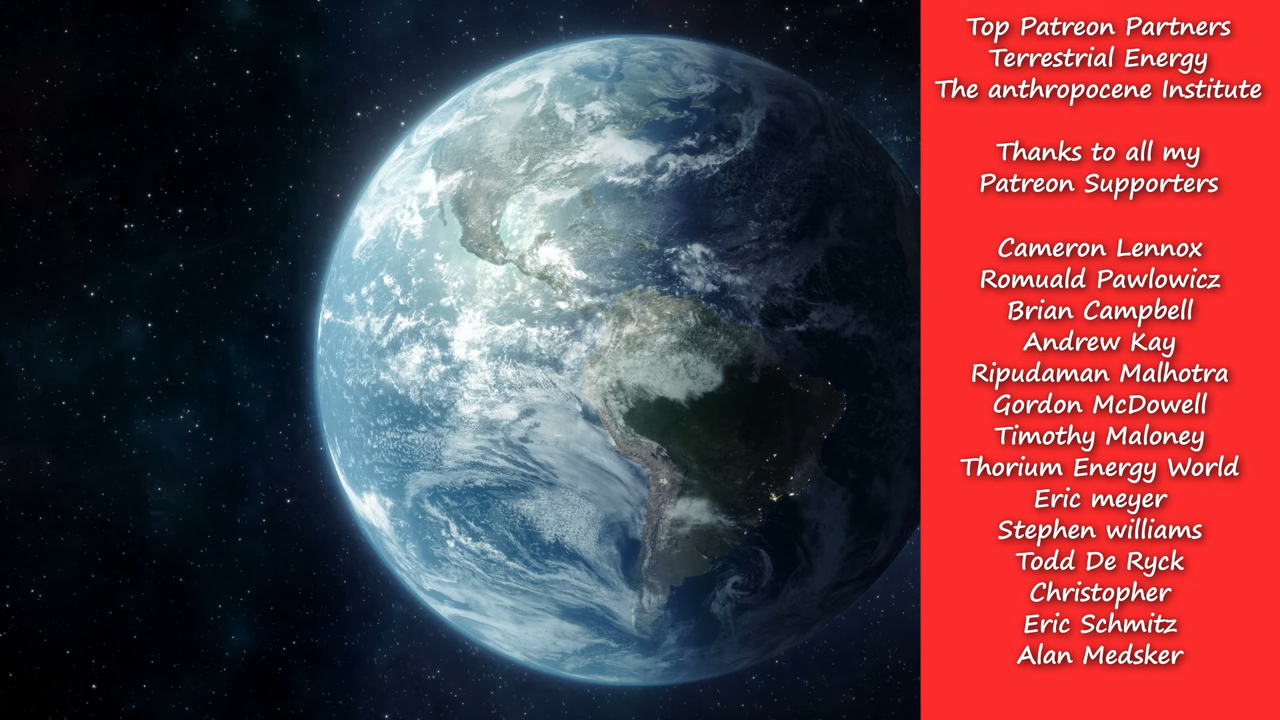 Top Patreon Partners
Terrestrial Energy
The anthropocene Institute
Thanks to all my
Patreon Supporters
Cameron Lennox
Romuald Pawlowicz
Brian Campbell
Andrew Kay
Ripudaman Malhotra
Gordon McDowell
Timothy Maloney
Thorium Energy World
Eric meyer
Stephen williams
Todd De Ryck
Christopher
Eric Schmitz
Alan Medsker